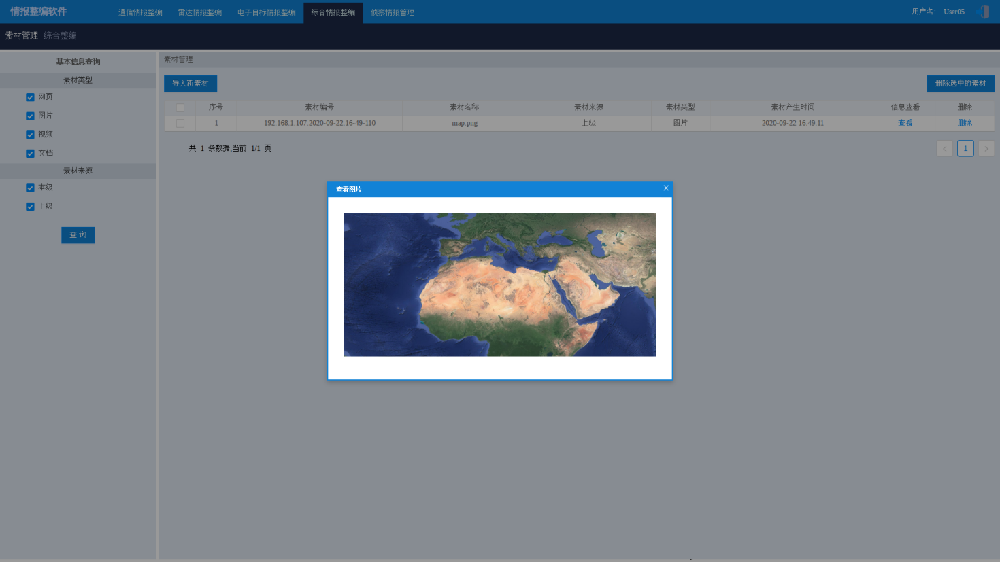 情报整编软件 通信情报整编 雷达情报整编 电子目标情报整编 综合情报整编 侦察情报管理 用户名: User05
素材管理 综合整编
基本信息查询
素材类型
网页
图片
视频
文档
素材来源
本级
上级
查 询
素材管理
导入新素材 删除选中的素材
序号 素材编号 素材名称 素材来源 素材类型 素材产生时间 信息查看 删除
1 192.168.1.107.2020-09-22.16-49-110 map.png 上级 图片 2020-09-22 16:49:11 查看 删除
共 1 条数据,当前 1/1 页 < 1 >
查看图片 X